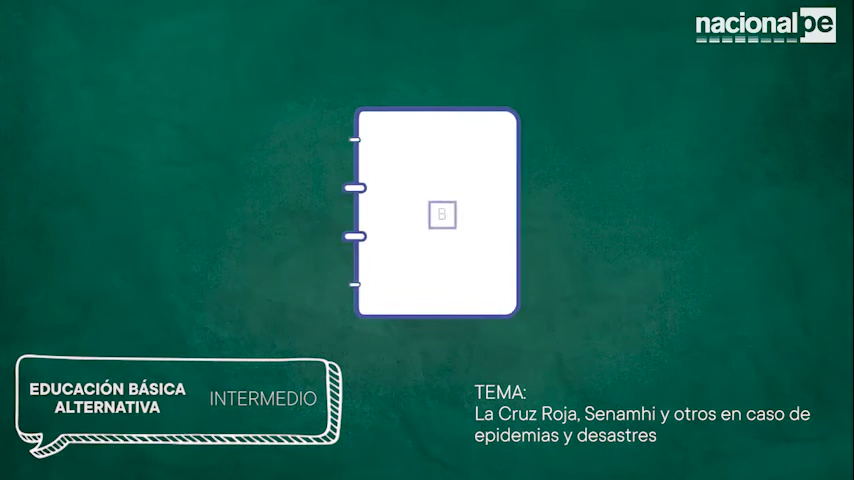 nacionalpe
B
EDUCACIÓN BÁSICA
ALTERNATIVA
INTERMEDIO
TEMA:
La Cruz Roja, Senamhi y otros en caso de
epidemias y desastres